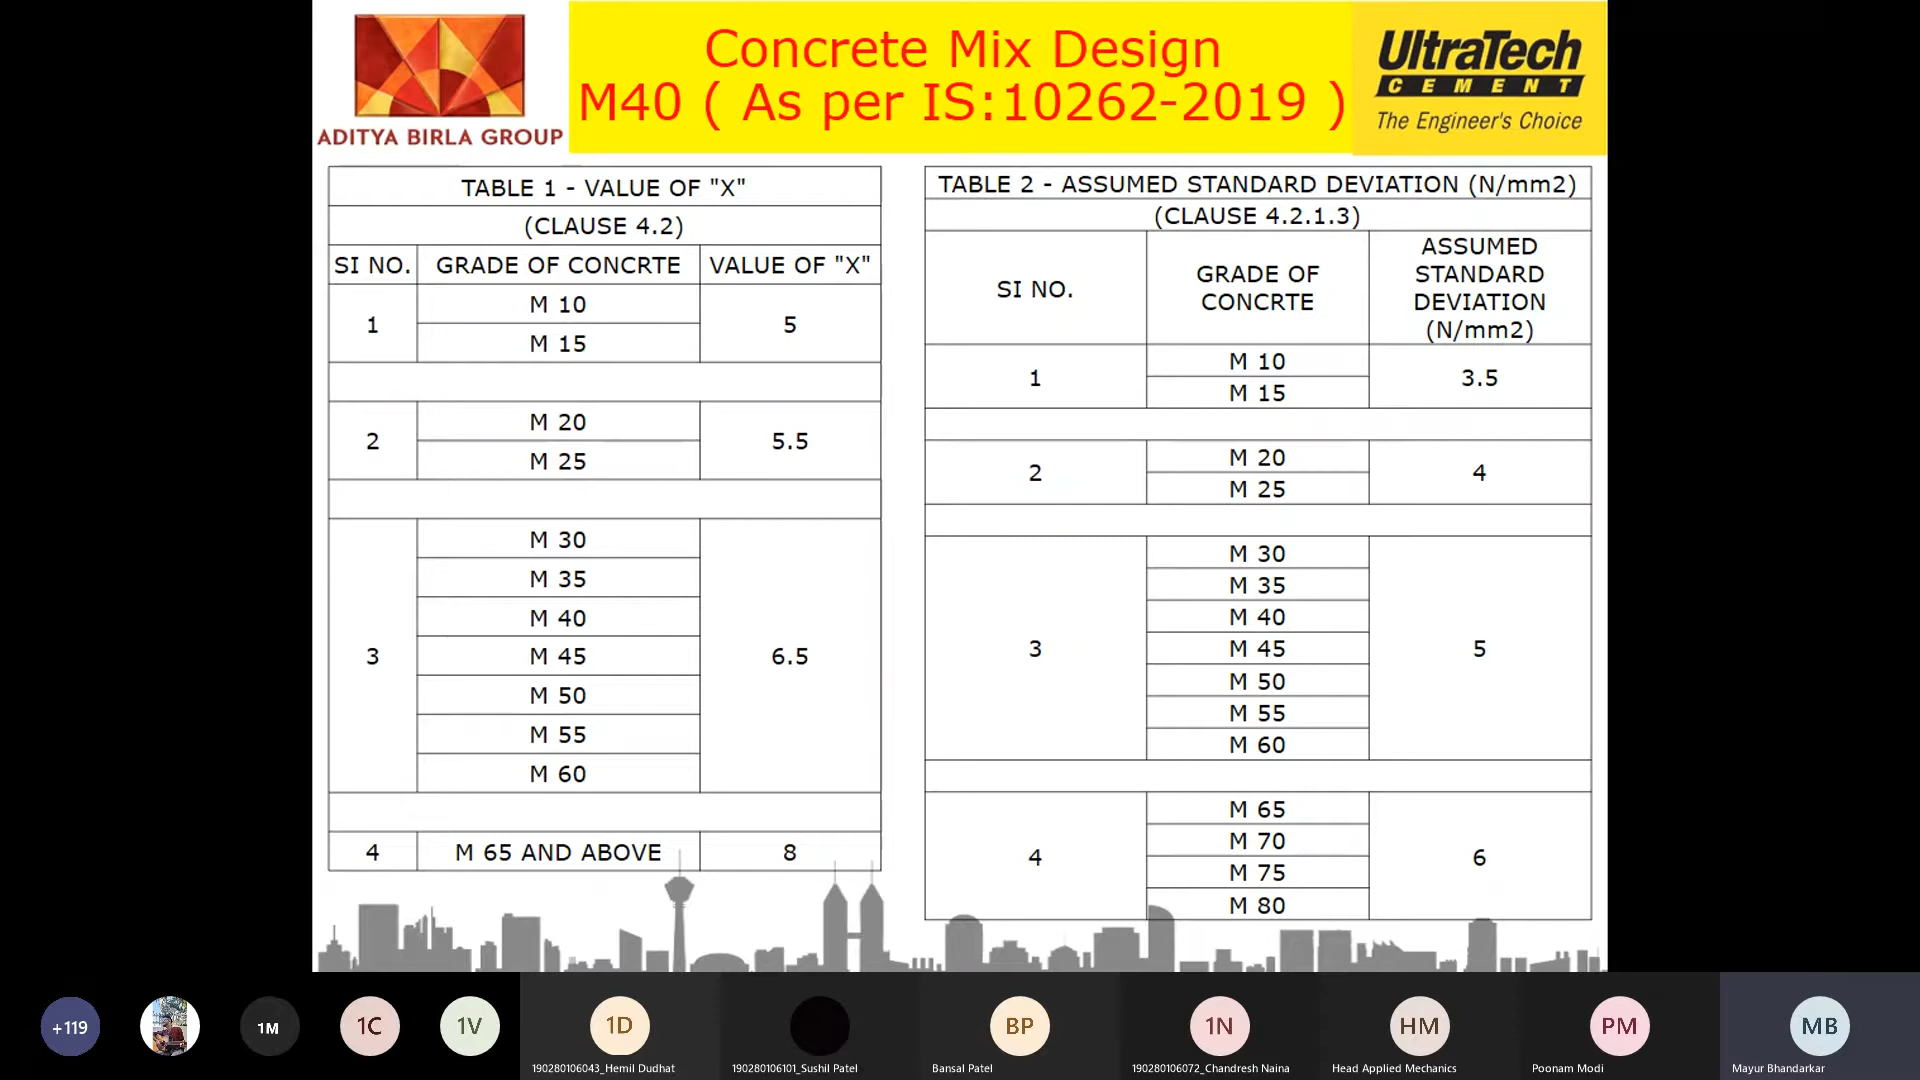 ADITYA BIRLA GROUP
Concrete Mix Design
M40 ( As per IS:10262-2019 )
UltraTech
CEMENT
The Engineer's Choice
TABLE 1 - VALUE OF "X"
(CLAUSE 4.2)
SI NO. GRADE OF CONCRTE VALUE OF "X"
1 M 10 5
M 15
2 M 20 5.5
M 25
3 M 30 6.5
M 35
M 40
M 45
M 50
M 55
M 60
4 M 65 AND ABOVE 8
TABLE 2 - ASSUMED STANDARD DEVIATION (N/mm2)
(CLAUSE 4.2.1.3)
SI NO.
GRADE OF
CONCRTE
ASSUMED
STANDARD
DEVIATION
(N/mm2)
1 M 10 3.5
M 15
2 M 20 4
M 25
3 M 30 5
M 35
M 40
M 45
M 50
M 55
M 60
4 M 65 6
M 70
M 75
M 80
+119
1M
1C
1V
1D
BP
1N
HM
PM
MB
190280106043_Hemil Dudhat
190280106101_Sushil Patel
Bansal Patel
190280106072_Chandresh Naina
Head Applied Mechanics
Poonam Modi
Mayur Bhandarkar